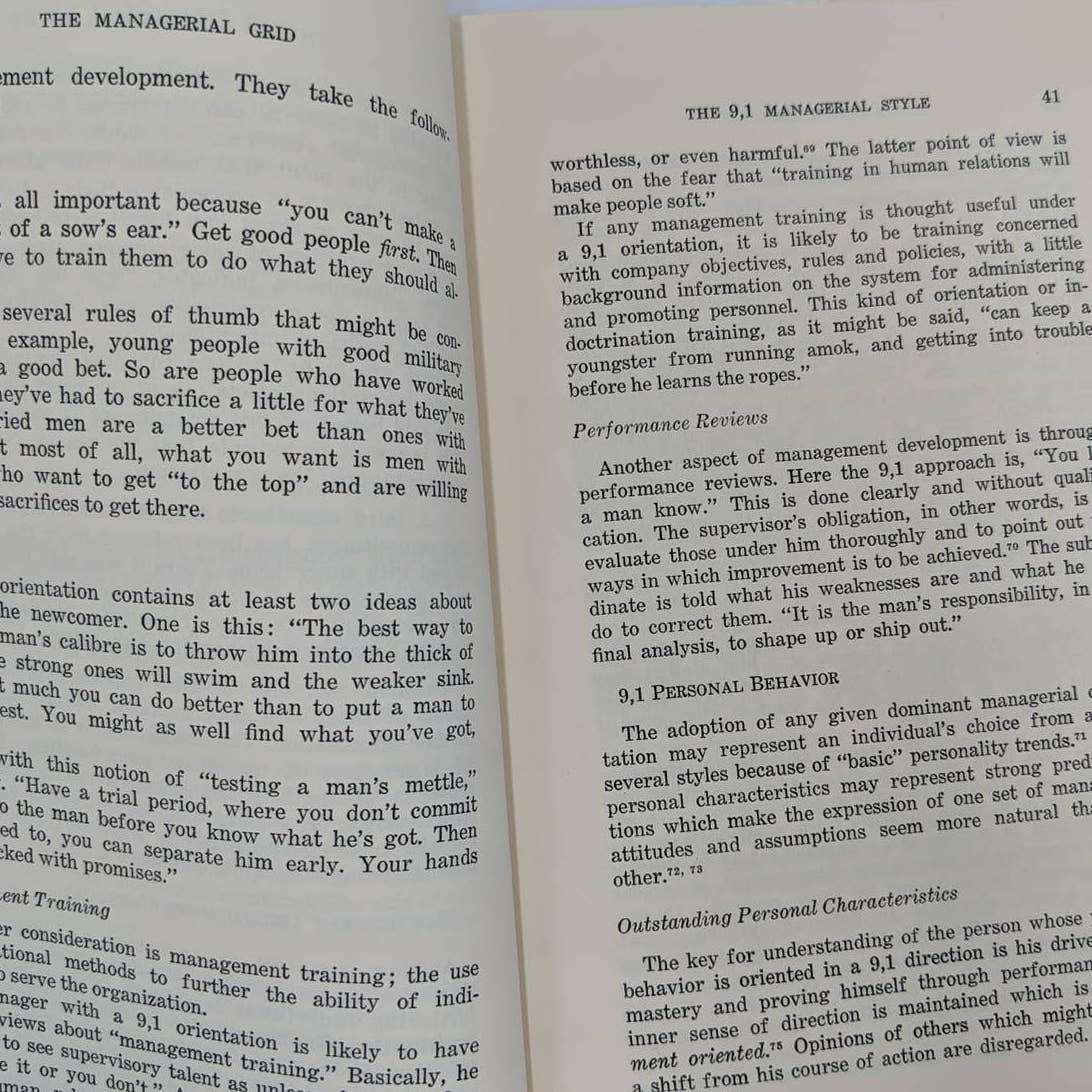 THE MANAGERIAL GRID
development. They take the follow-
all important because “you can’t make a
of a sow’s ear.” Get good people first. Then
to train them to do what they should al-
several rules of thumb that might be con-
example, young people with good military
a good bet. So are people who have worked
they’ve had to sacrifice a little for what they’ve
men are a better bet than ones with
most of all, what you want is men with
who want to get “to the top” and are willing
sacrifices to get there.
orientation contains at least two ideas about
newcomer. One is this: “The best way to
man’s calibre is to throw him into the thick of
strong ones will swim and the weaker sink.
much you can do better than to put a man to
You might as well find what you’ve got,
with this notion of “testing a man’s mettle,”
“Have a trial period, where you don’t commit
the man before you know what he’s got. Then
to, you can separate him early. Your hands
with promises.”
Training
consideration is management training; the use
methods to further the ability of indi-
serve the organization.
with a 9,1 orientation is likely to have
views about “management training.” Basically, he
to see supervisory talent as
it or you don’t.”
THE 9,1 MANAGERIAL STYLE 41
worthless, or even harmful.⁶⁹ The latter point of view is
based on the fear that “training in human relations will
make people soft.”
If any management training is thought useful under
a 9,1 orientation, it is likely to be training concerned
with company objectives, rules and policies, with a little
background information on the system for administering
and promoting personnel. This kind of orientation or in-
doctrination training, as it might be said, “can keep a
youngster from running amok, and getting into trouble
before he learns the ropes.”
Performance Reviews
Another aspect of management development is throug
performance reviews. Here the 9,1 approach is, “You l
a man know.” This is done clearly and without quali
cation. The supervisor’s obligation, in other words, is
evaluate those under him thoroughly and to point out
ways in which improvement is to be achieved.⁷⁰ The sub
dinate is told what his weaknesses are and what he
do to correct them. “It is the man’s responsibility, in
final analysis, to shape up or ship out.”
9,1 PERSONAL BEHAVIOR
The adoption of any given dominant managerial
tation may represent an individual’s choice from a
several styles because of “basic” personality trends.⁷¹
personal characteristics may represent strong pred
tions which make the expression of one set of mana
attitudes and assumptions seem more natural tha
other.⁷²,⁷³
Outstanding Personal Characteristics
The key for understanding of the person whose
behavior is oriented in a 9,1 direction is his drive
mastery and proving himself through performan
inner sense of direction is maintained which is
ment oriented.⁷⁵ Opinions of others which might
a shift from his course of action are disregarded.